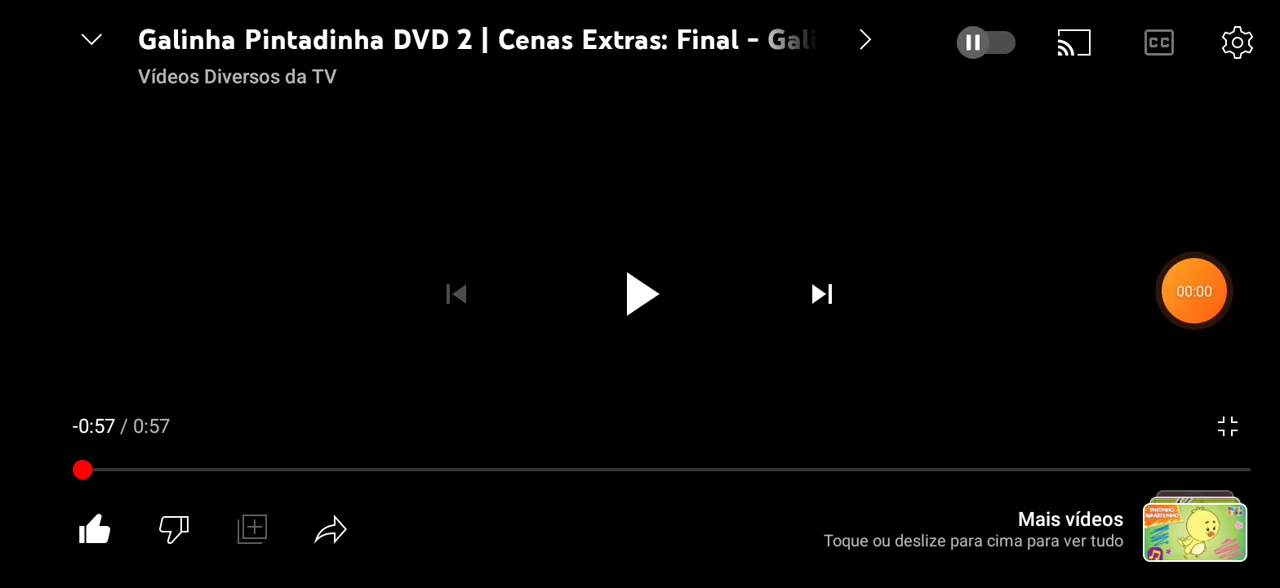 Galinha Pintadinha DVD 2 | Cenas Extras: Final - Gali
Vídeos Diversos da TV
CC
00:00
-0:57 / 0:57
Mais vídeos
Toque ou deslize para cima para ver tudo